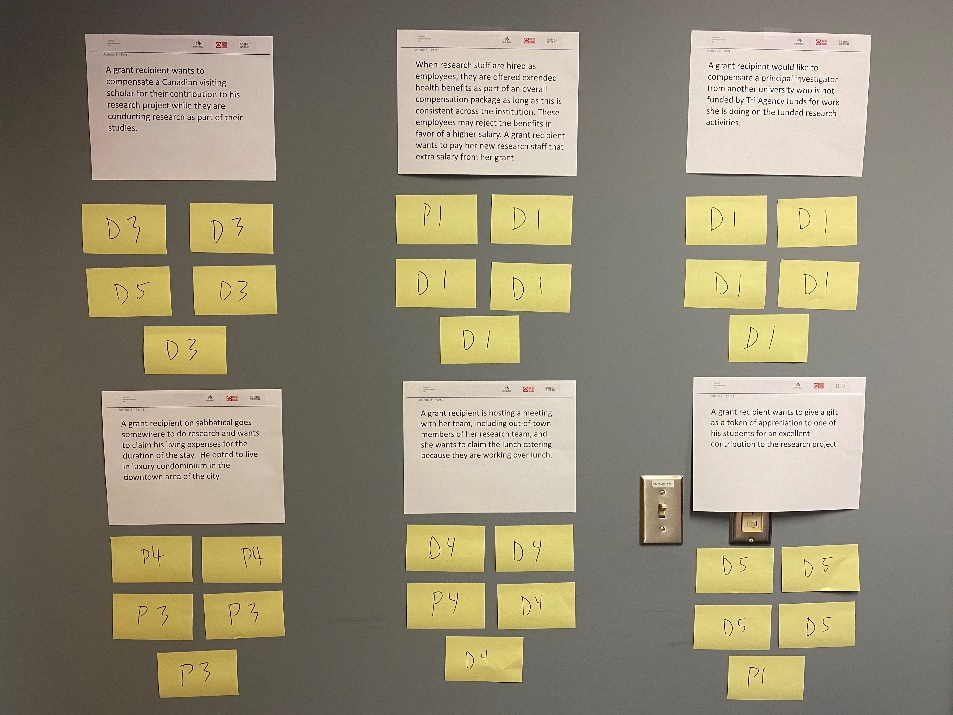 A grant recipient wants to
compensate a Canadian visiting
scholar for their contribution to his
research project while they are
conducting research as part of their
studies.
D3 D3
D5 D3
D3
When research staff are hired as
employees, they are offered extended
health benefits as part of an overall
compensation package as long as this is
consistent across the institution. These
employees may reject the benefits in
favor of a higher salary. A grant recipient
wants to pay her new research staff that
extra salary from her grant
P1 D1
D1 D1
D1
A grant recipient would like to
compensate a principal investigator
from another university who is not
funded by Tri Agency funds for work
she is doing on the funded research
activities.
D1 D1
D1 D1
D1
A grant recipient on sabbatical goes
somewhere to do research and wants
to claim his living expenses for the
duration of the stay. He opted to live
in luxury condominium in the
downtown area of the city.
P4 P4
P3 P3
P3
A grant recipient is hosting a meeting
with her team, including out-of-town
members of her research team, and
she wants to claim the lunch catering
because they are working over lunch.
D4 D4
P4 D4
D4
A grant recipient wants to give a gift
as a token of appreciation to one of
his students for an excellent
contribution to the research project
D5 D5
D5 D5
P1